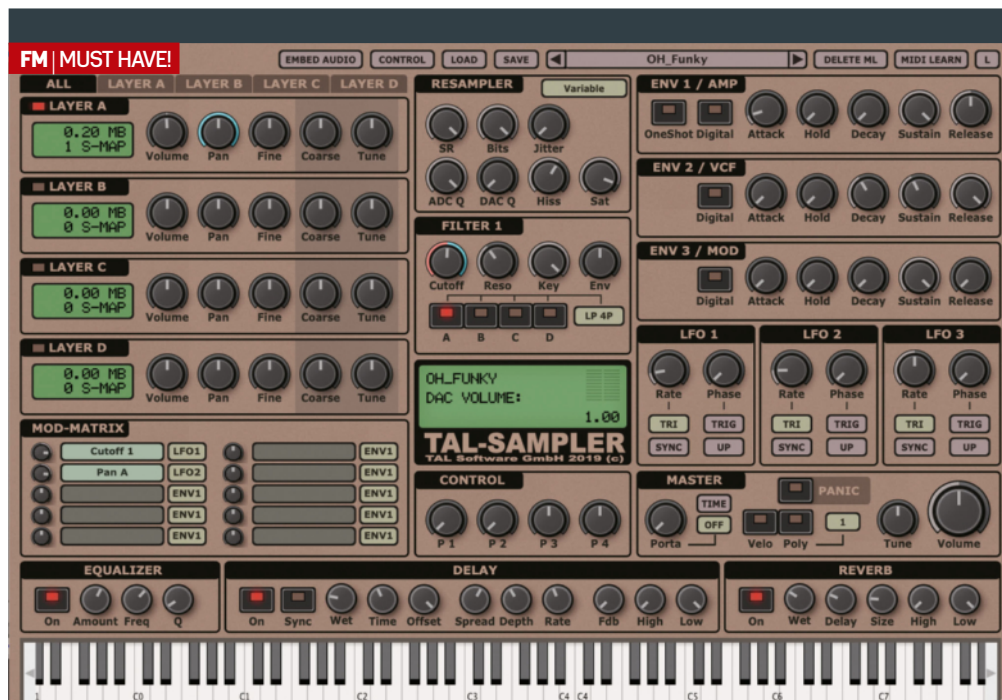 FM | MUST HAVE!
EMBED AUDIO CONTROL LOAD SAVE OH_Funky DELETE ML MIDI LEARN L
ALL LAYER A LAYER B LAYER C LAYER D
LAYER A
0.20 MB
1 S-MAP
Volume Pan Fine Coarse Tune
LAYER B
0.00 MB
0 S-MAP
Volume Pan Fine Coarse Tune
LAYER C
0.00 MB
0 S-MAP
Volume Pan Fine Coarse Tune
LAYER D
0.00 MB
0 S-MAP
Volume Pan Fine Coarse Tune
MOD-MATRIX
Cutoff 1 LFO1 ENV1
Pan A LFO2 ENV1
ENV1 ENV1
ENV1 ENV1
ENV1 ENV1
RESAMPLER Variable
SR Bits Jitter
ADC Q DAC Q Hiss Sat
FILTER 1
Cutoff Reso Key Env
LP 4P
A B C D
OH_FUNKY
DAC VOLUME:
1.00
TAL-SAMPLER
TAL Software GmbH 2019 (c)
CONTROL
P 1 P 2 P 3 P 4
ENV 1 / AMP
OneShot Digital Attack Hold Decay Sustain Release
ENV 2 / VCF
Digital Attack Hold Decay Sustain Release
ENV 3 / MOD
Digital Attack Hold Decay Sustain Release
LFO 1
Rate Phase
TRI TRIG
SYNC UP
LFO 2
Rate Phase
TRI TRIG
SYNC UP
LFO 3
Rate Phase
TRI TRIG
SYNC UP
MASTER
PANIC
TIME
OFF
1
Porta Velo Poly Tune Volume
EQUALIZER
On Amount Freq Q
DELAY
On Sync Wet Time Offset Spread Depth Rate Fdb High Low
REVERB
On Wet Delay Size High Low
1 C0 C1 C2 C3 C4 C4 C5 C6 C7